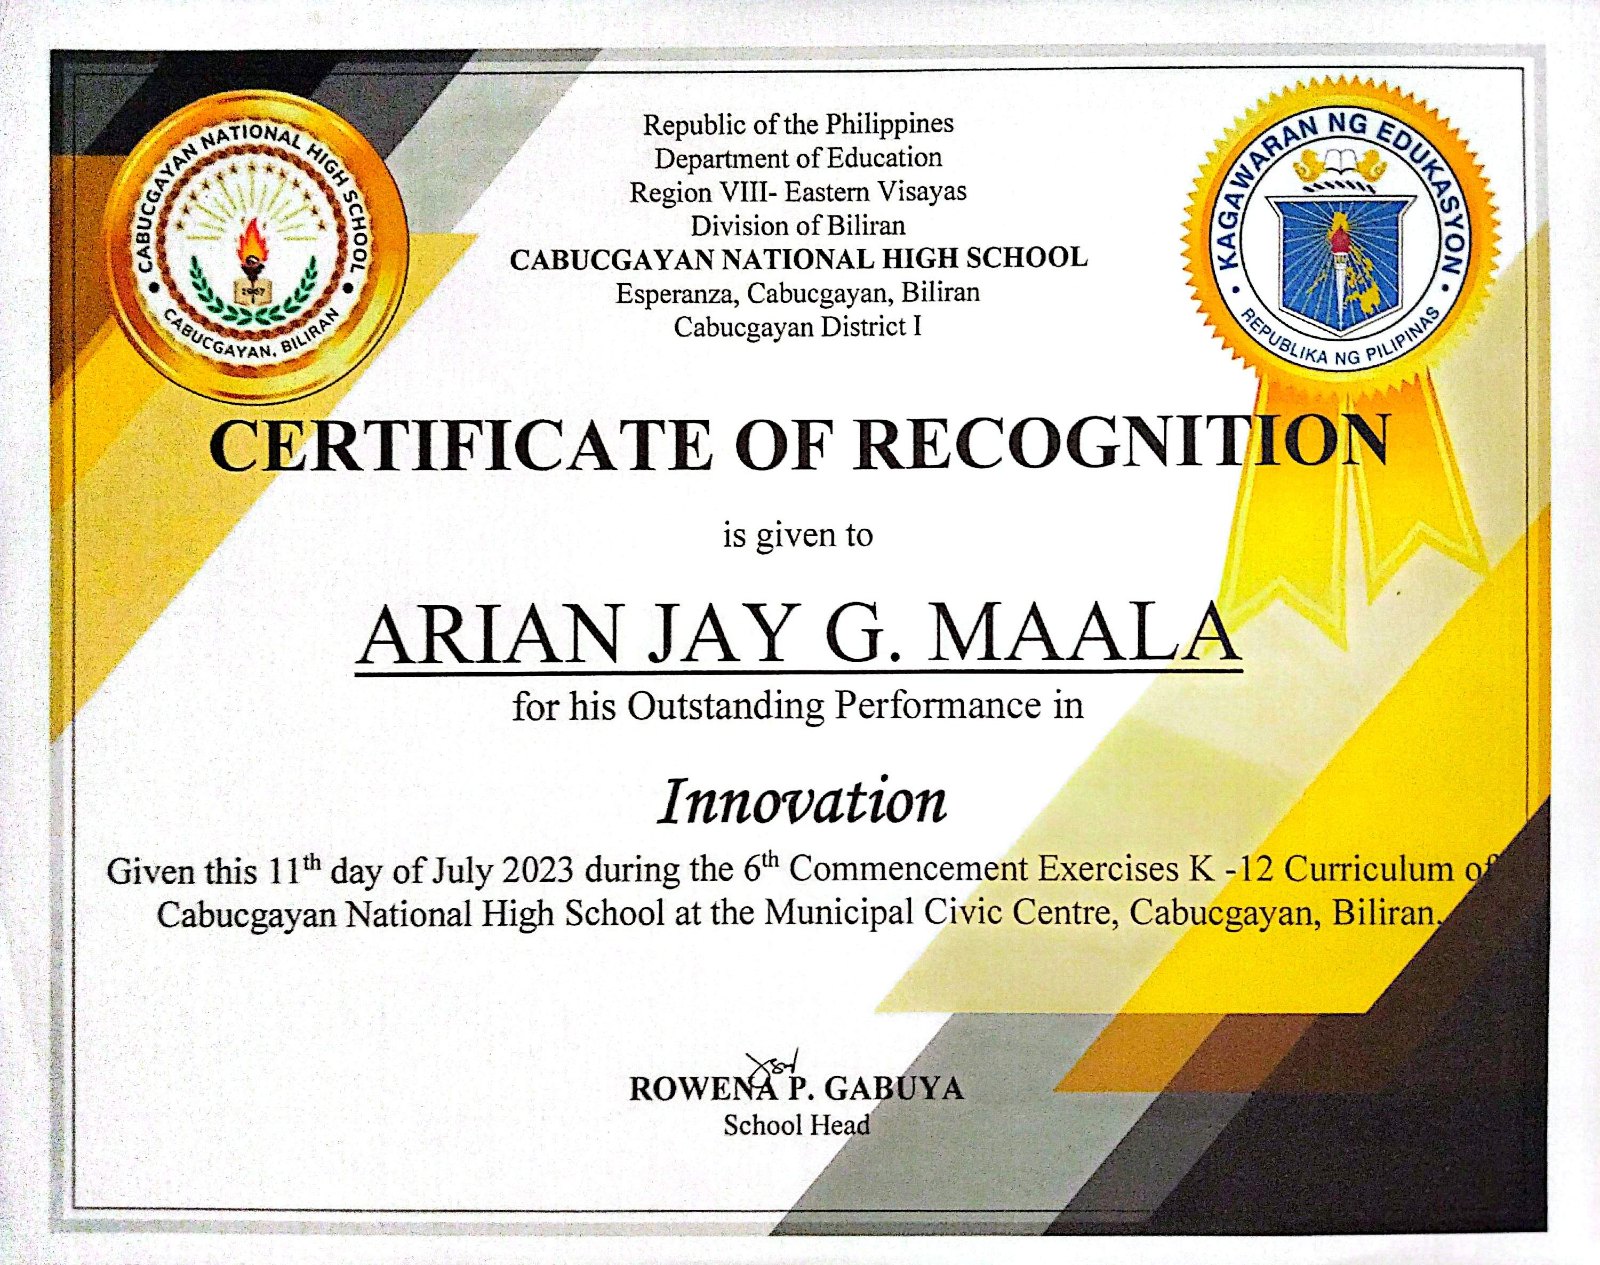 CABUCGAYAN NATIONAL HIGH SCHOOL
1967
CABUCGAYAN, BILIRAN
Republic of the Philippines
Department of Education
Region VIII- Eastern Visayas
Division of Biliran
CABUCGAYAN NATIONAL HIGH SCHOOL
Esperanza, Cabucgayan, Biliran
Cabucgayan District I
KAGAWARAN NG EDUKASYON
REPUBLIKA NG PILIPINAS
CERTIFICATE OF RECOGNITION
is given to
ARIAN JAY G. MAALA
for his Outstanding Performance in
Innovation
Given this 11th day of July 2023 during the 6th Commencement Exercises K -12 Curriculum of
Cabucgayan National High School at the Municipal Civic Centre, Cabucgayan, Biliran.
ROWENA P. GABUYA
School Head